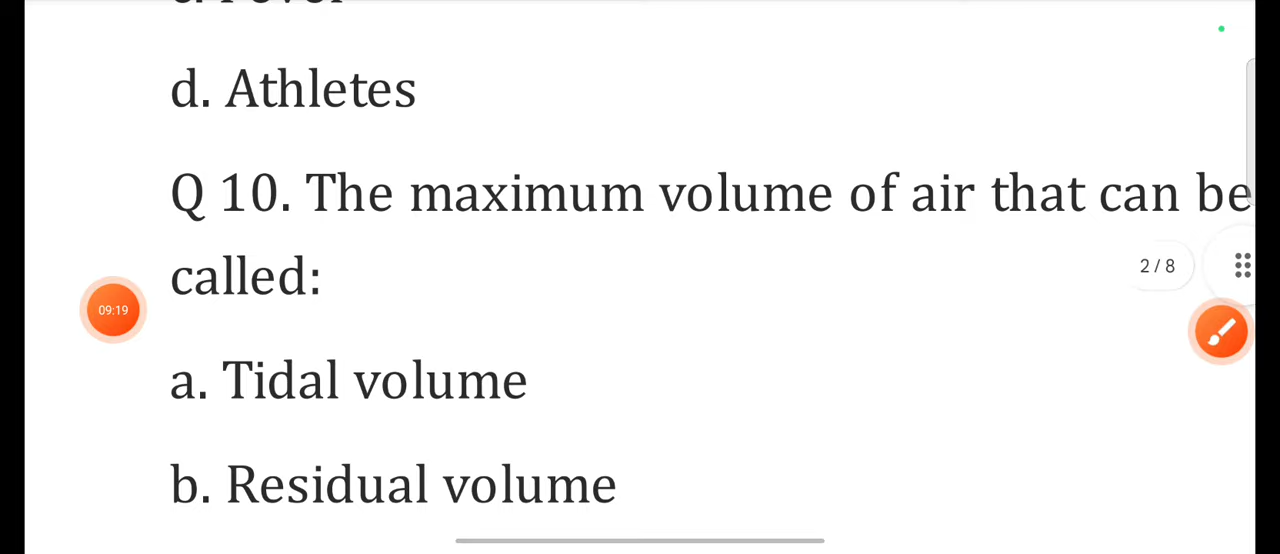 d. Athletes
Q 10. The maximum volume of air that can be
called:
2 / 8
09:19
a. Tidal volume
b. Residual volume